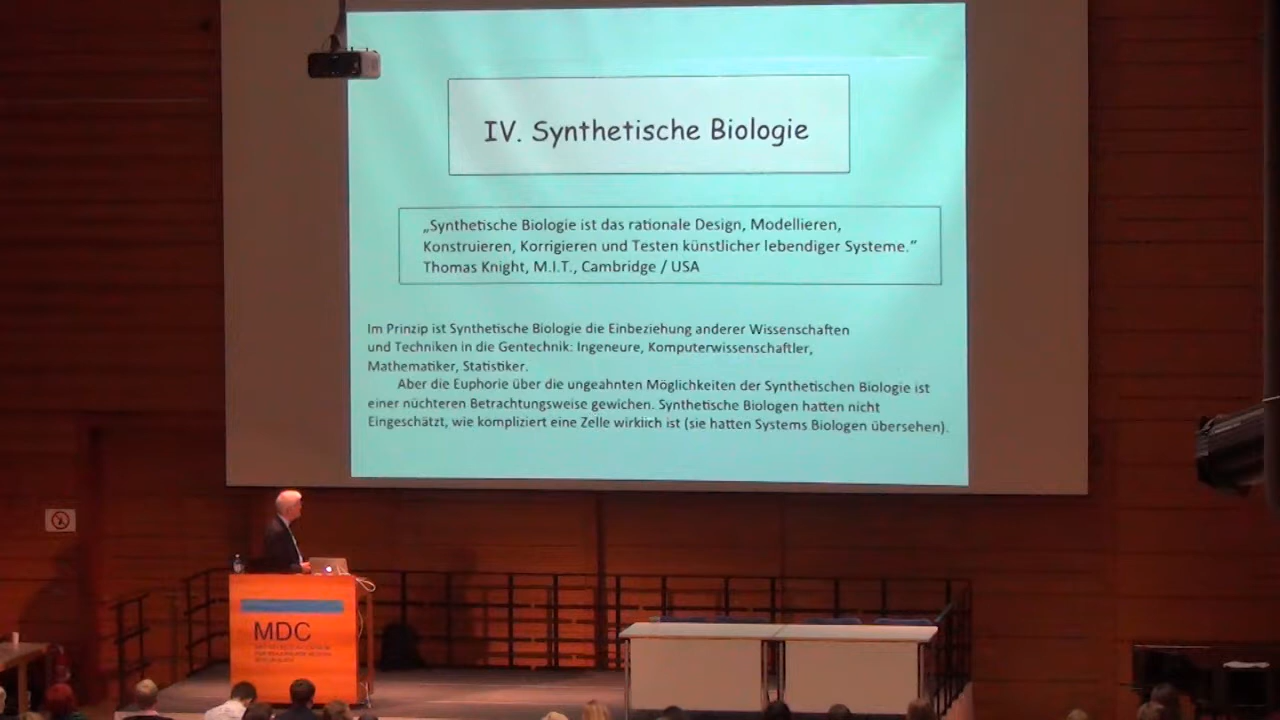 IV. Synthetische Biologie
„Synthetische Biologie ist das rationale Design, Modellieren,
Konstruieren, Korrigieren und Testen künstlicher lebendiger Systeme.“
Thomas Knight, M.I.T., Cambridge / USA
Im Prinzip ist Synthetische Biologie die Einbeziehung anderer Wissenschaften
und Techniken in die Gentechnik: Ingeneure, Komputerwissenschaftler,
Mathematiker, Statistiker.
Aber die Euphorie über die ungeahnten Möglichkeiten der Synthetischen Biologie ist
einer nüchteren Betrachtungsweise gewichen. Synthetische Biologen hatten nicht
Eingeschätzt, wie kompliziert eine Zelle wirklich ist (sie hatten Systems Biologen übersehen).
MDC